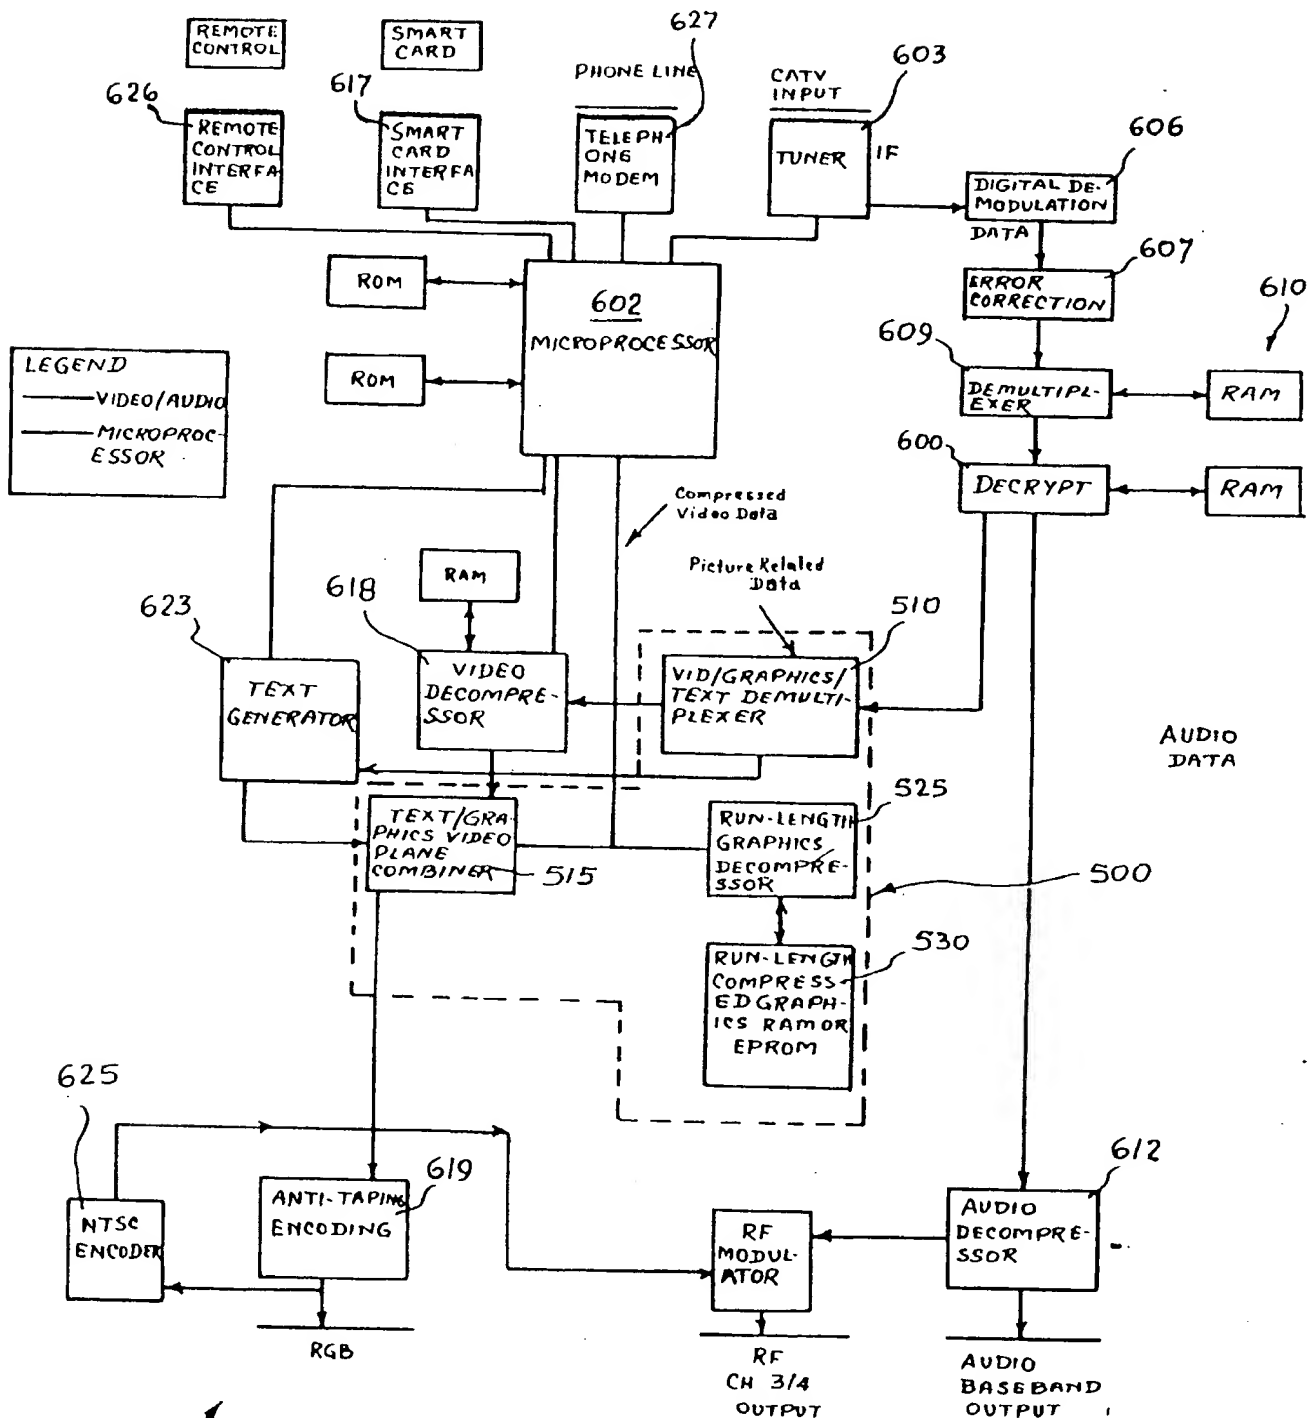 REMOTE
CONTROL
SMART
CARD
627
603
PHONE LINE
CATV
INPUT
626
617
606
REMOTE
CONTROL
INTERFA
CE
SMART
CARD
INTERFA
CE
TELEPH
ONE
MODEM
TUNER
IF
DIGITAL DE-
MODULATION
DATA
607
ROM
602
MICROPROCESSOR
ERROR
CORRECTION
610
609
LEGEND
VIDEO/AUDIO
MICROPROC-
ESSOR
ROM
DEMULTIPL-
EXER
RAM
600
DECRYPT
RAM
Compressed
Video Data
RAM
Picture Related
Data
618
623
510
TEXT
GENERATOR
VIDEO
DECOMPRE-
SSOR
VID/GRAPHICS/
TEXT DEMULTI-
PLEXER
AUDIO
DATA
525
TEXT/GRA-
PHICS VIDEO
PLANE
COMBINER
515
RUN-LENGTH
GRAPHICS
DECOMPRE-
SSOR
500
530
RUN-LENGTH
COMPRESS-
ED GRAPH-
ICS RAM OR
EPROM
625
619
612
NTSC
ENCODER
ANTI-TAPING
ENCODING
RF
MODUL-
ATOR
AUDIO
DECOMPRE-
SSOR
RGB
RF
CH 3/4
OUTPUT
AUDIO
BASEBAND
OUTPUT